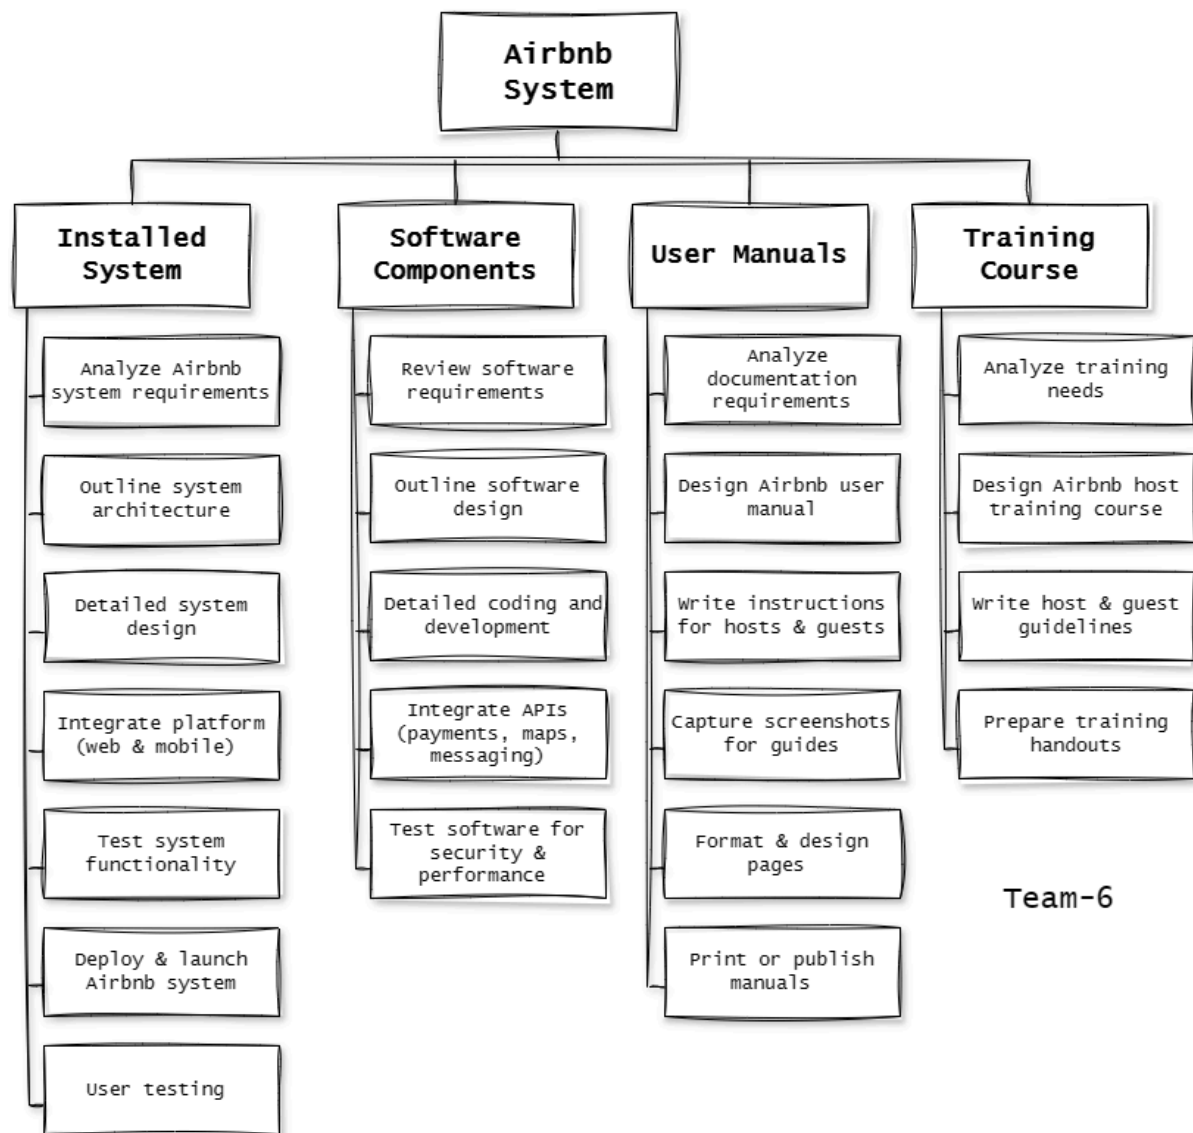 Airbnb
System
Installed
System
Analyze Airbnb
system requirements
Outline system
architecture
Detailed system
design
Integrate platform
(web & mobile)
Test system
functionality
Deploy & launch
Airbnb system
User testing
Software
Components
Review software
requirements
Outline software
design
Detailed coding and
development
Integrate APIs
(payments, maps,
messaging)
Test software for
security &
performance
User Manuals
Analyze
documentation
requirements
Design Airbnb user
manual
Write instructions
for hosts & guests
Capture screenshots
for guides
Format & design
pages
Print or publish
manuals
Training
Course
Analyze training
needs
Design Airbnb host
training course
Write host & guest
guidelines
Prepare training
handouts
Team-6